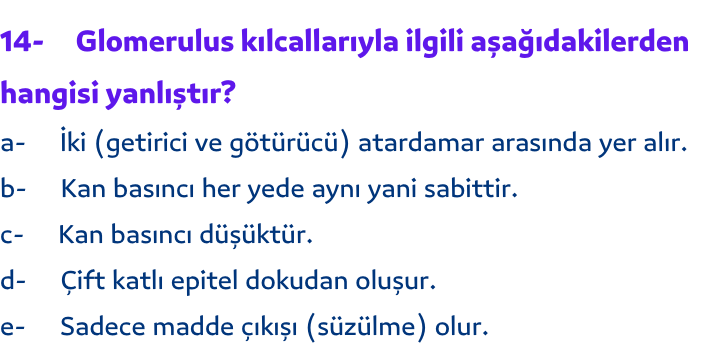 14- Glomerulus kılcallarıyla ilgili aşağıdakilerden
hangisi yanlıştır?
a- İki (getirici ve götürücü) atardamar arasında yer alır.
b- Kan basıncı her yede aynı yani sabittir.
c- Kan basıncı düşüktür.
d- Çift katlı epitel dokudan oluşur.
e- Sadece madde çıkışı (süzülme) olur.